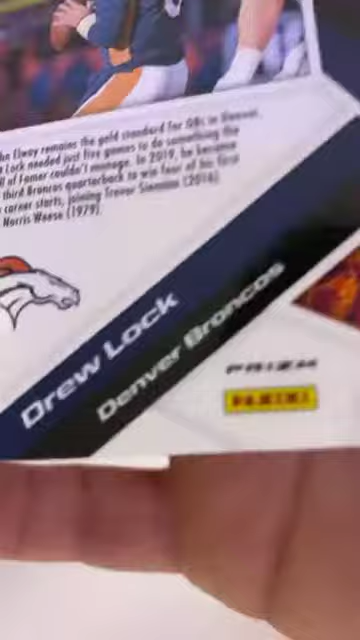 hn Elway remains the gold standard for QBs in Denver,
Lock needed just five games to do something the
ll of Famer couldn't manage. In 2019, he became
third Broncos quarterback to win four of his first
career starts, joining Trevor Siemian (2016)
Norris Weese (1979)
Drew Lock
Denver Broncos
PRIZM
PANINI